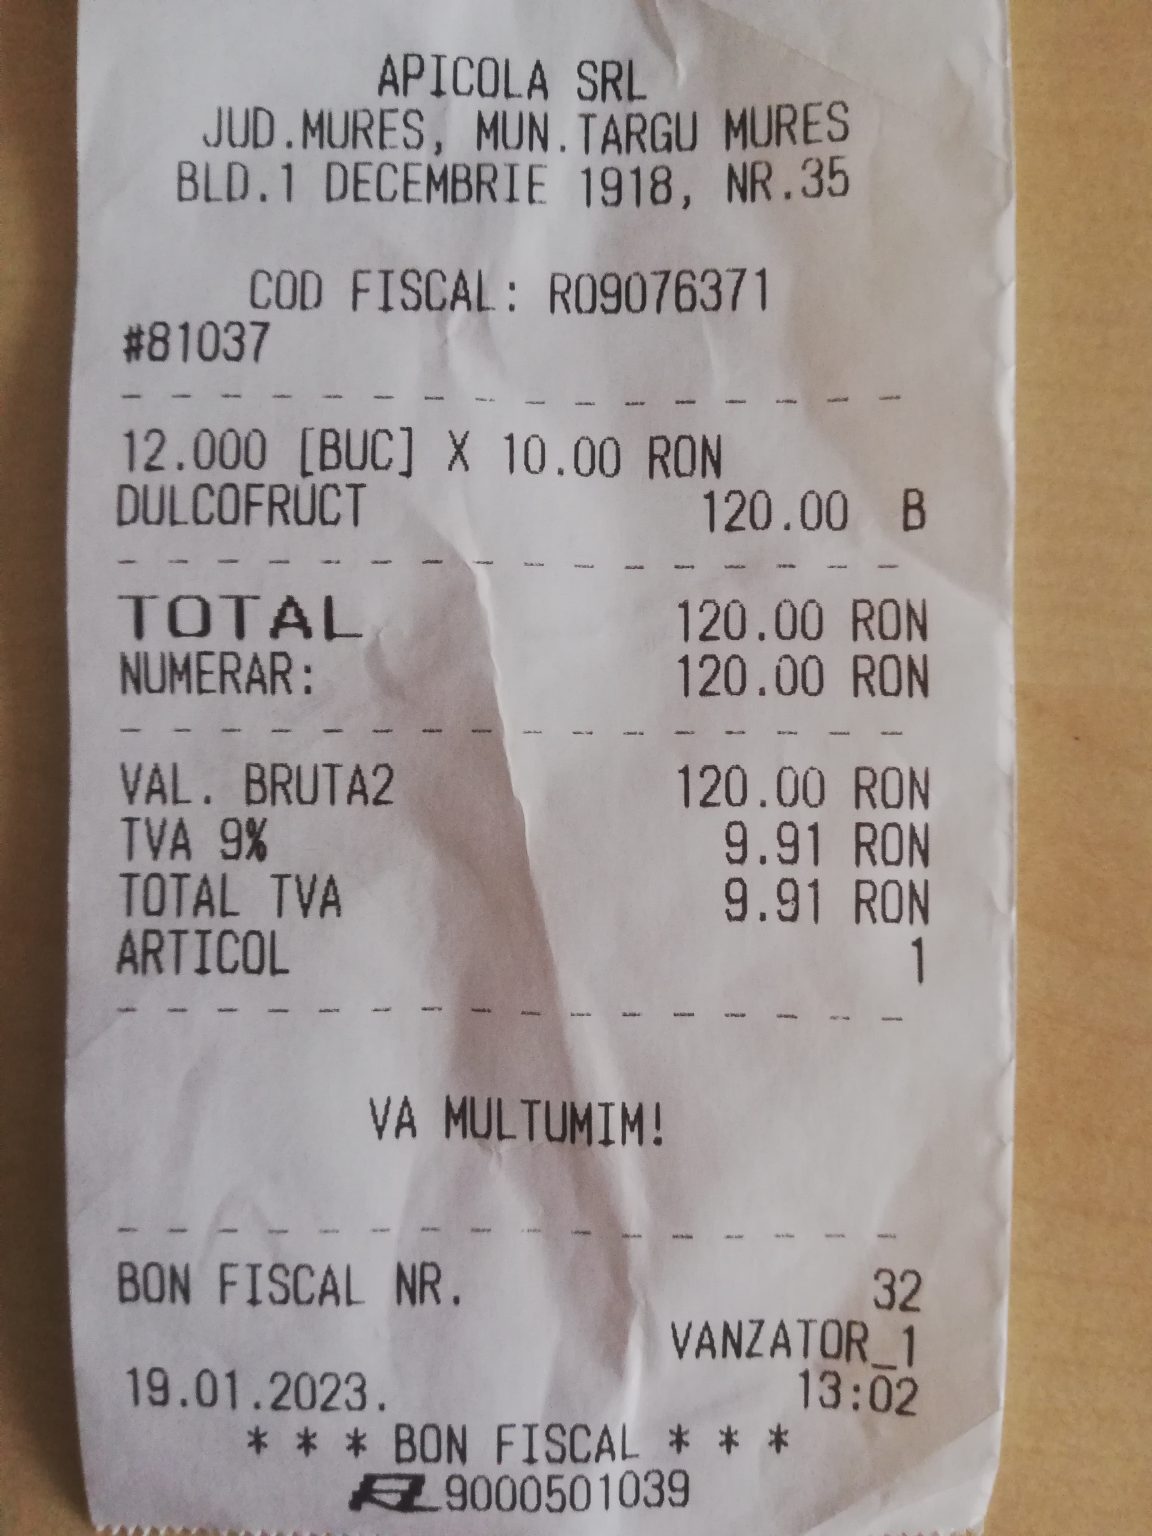 APICOLA SRL
JUD.MURES, MUN.TARGU MURES
BLD.1 DECEMBRIE 1918, NR.35
COD FISCAL: RO9076371
#81037
12.000 [BUC] X 10.00 RON
DULCOFRUCT 120.00 B
TOTAL 120.00 RON
NUMERAR: 120.00 RON
VAL. BRUTA2 120.00 RON
TVA 9% 9.91 RON
TOTAL TVA 9.91 RON
ARTICOL 1
VA MULTUMIM!
BON FISCAL NR. 32
VANZATOR_1
19.01.2023. 13:02
* * * BON FISCAL * * *
9000501039